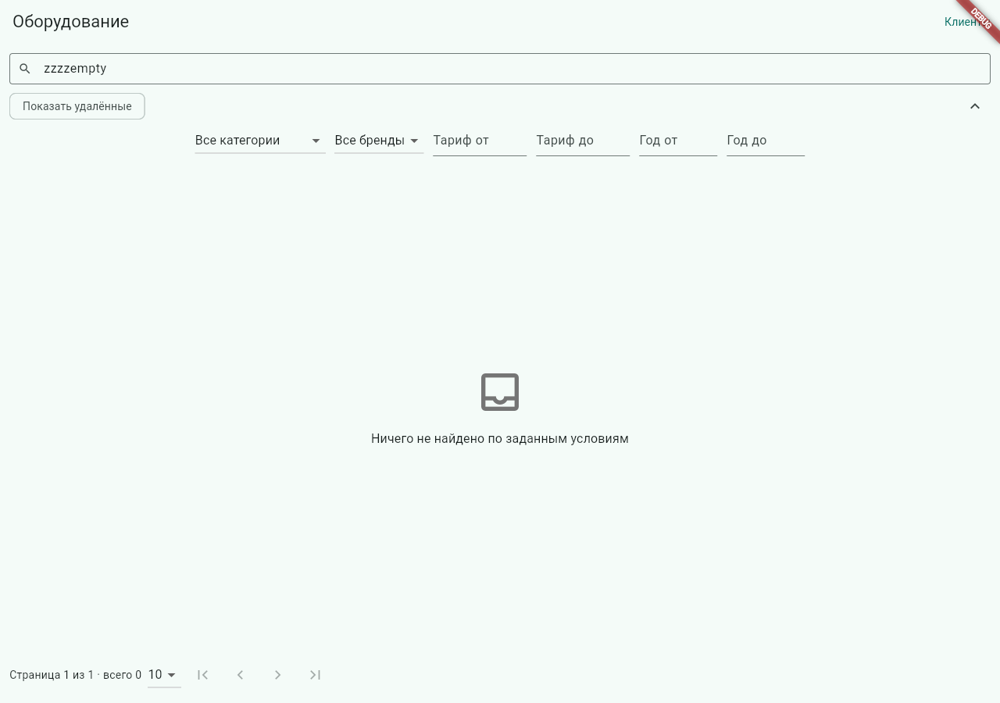 Оборудование
Клиент
DEBUG
zzzzempty
Показать удалённые
Все категории
Все бренды
Тариф от
Тариф до
Год от
Год до
Ничего не найдено по заданным условиям
Страница 1 из 1 · всего 0
10